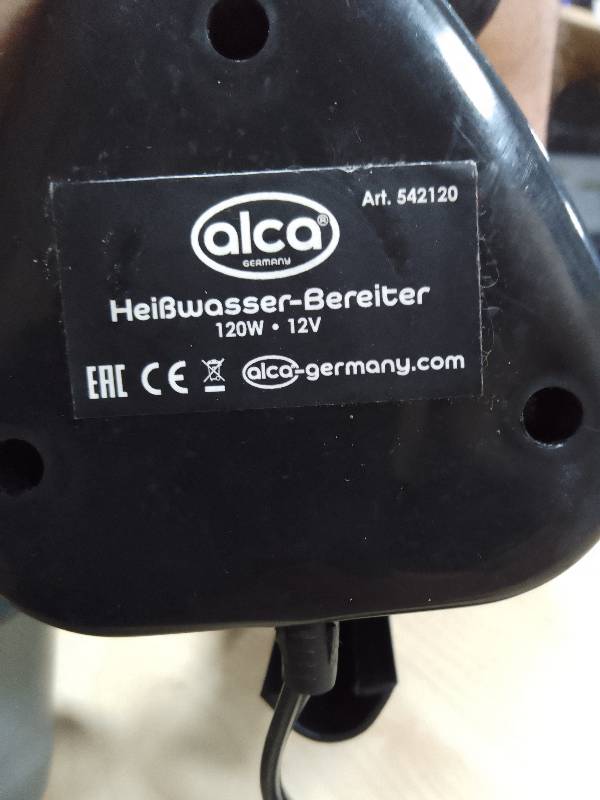 Art. 542120
alca®
GERMANY
Heißwasser-Bereiter
120W • 12V
EAC CE alca-germany.com